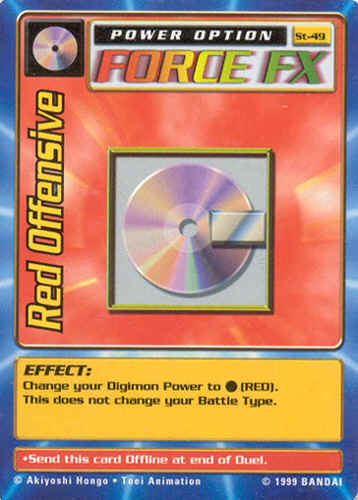 POWER OPTION
St-49
FORCE FX
Red Offensive
EFFECT:
Change your Digimon Power to ● (RED).
This does not change your Battle Type.
•Send this card Offline at end of Duel.
© Akiyoshi Hongo • Toei Animation
© 1999 BANDAI